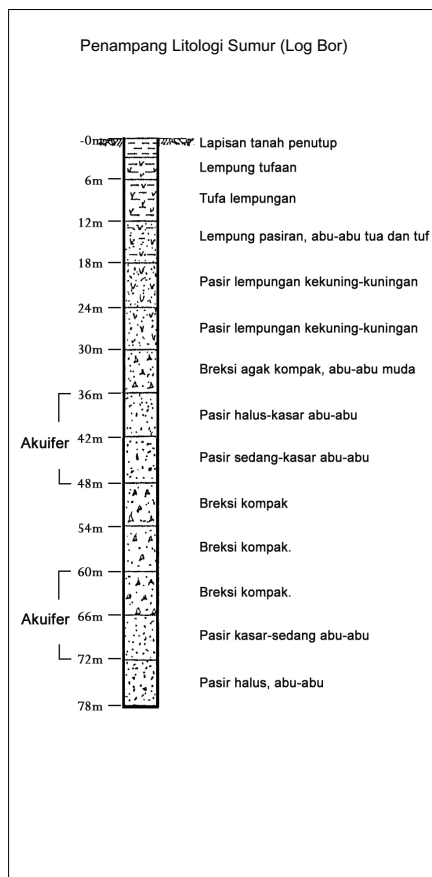 Penampang Litologi Sumur (Log Bor)
-0m
Lapisan tanah penutup
Lempung tufaan
6m
Tufa lempungan
12m
Lempung pasiran, abu-abu tua dan tuf
18m
Pasir lempungan kekuning-kuningan
24m
Pasir lempungan kekuning-kuningan
30m
Breksi agak kompak, abu-abu muda
36m
Pasir halus-kasar abu-abu
Akuifer
42m
Pasir sedang-kasar abu-abu
48m
Breksi kompak
54m
Breksi kompak.
60m
Breksi kompak.
Akuifer
66m
Pasir kasar-sedang abu-abu
72m
Pasir halus, abu-abu
78m